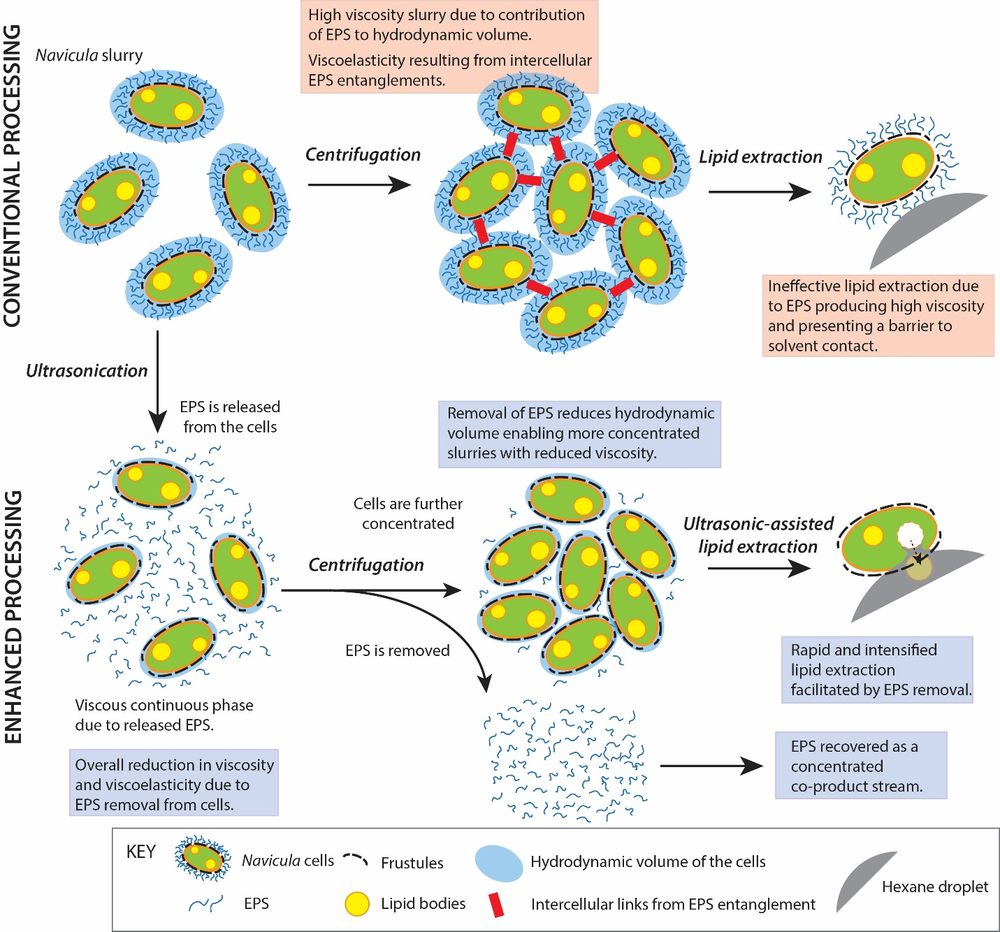 CONVENTIONAL PROCESSING
Navicula slurry
High viscosity slurry due to contribution
of EPS to hydrodynamic volume.
Viscoelasticity resulting from intercellular
EPS entanglements.
Centrifugation
Lipid extraction
Ineffective lipid extraction due
to EPS producing high viscosity
and presenting a barrier to
solvent contact.
Ultrasonication
ENHANCED PROCESSING
EPS is released
from the cells
Viscous continuous phase
due to released EPS.
Overall reduction in viscosity
and viscoelasticity due to
EPS removal from cells.
Removal of EPS reduces hydrodynamic
volume enabling more concentrated
slurries with reduced viscosity.
Cells are further
concentrated
Centrifugation
EPS is removed
Ultrasonic-assisted
lipid extraction
Rapid and intensified
lipid extraction
facilitated by EPS removal.
EPS recovered as a
concentrated
co-product stream.
KEY
Navicula cells
Frustules
Hydrodynamic volume of the cells
Hexane droplet
EPS
Lipid bodies
Intercellular links from EPS entanglement